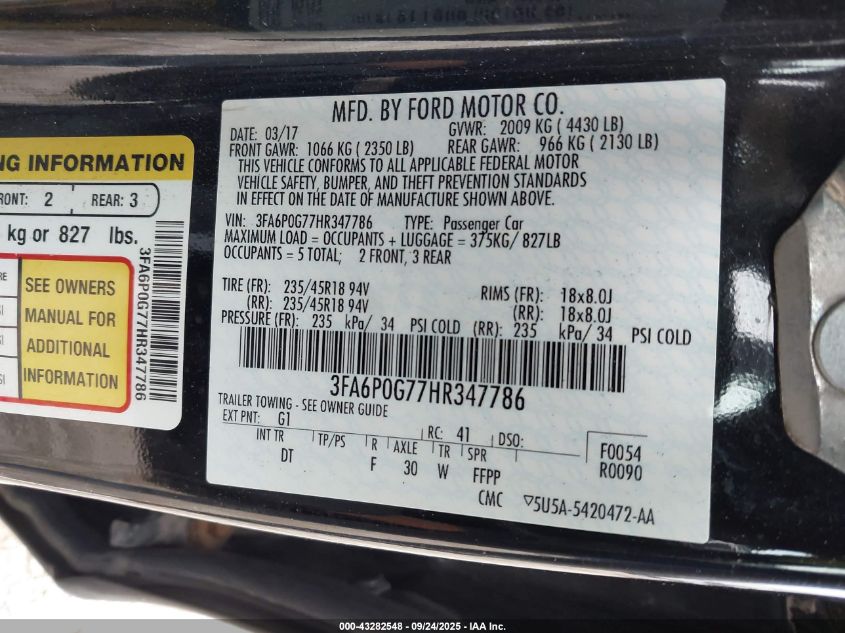 NG INFORMATION
RONT: 2 REAR: 3
kg or 827 lbs.
SEE OWNERS
MANUAL FOR
ADDITIONAL
INFORMATION
3FA6P0G77HR347786
MFD. BY FORD MOTOR CO.
DATE: 03/17 GVWR: 2009 KG ( 4430 LB)
FRONT GAWR: 1066 KG ( 2350 LB) REAR GAWR: 966 KG ( 2130 LB)
THIS VEHICLE CONFORMS TO ALL APPLICABLE FEDERAL MOTOR
VEHICLE SAFETY, BUMPER, AND THEFT PREVENTION STANDARDS
IN EFFECT ON THE DATE OF MANUFACTURE SHOWN ABOVE.
VIN: 3FA6P0G77HR347786 TYPE: Passenger Car
MAXIMUM LOAD = OCCUPANTS + LUGGAGE = 375KG/ 827LB
OCCUPANTS = 5 TOTAL; 2 FRONT, 3 REAR
TIRE (FR): 235/45R18 94V RIMS (FR): 18x8.0J
(RR): 235/45R18 94V (RR): 18x8.0J
PRESSURE (FR): 235 kPa/ 34 PSI COLD (RR): 235 kPa/ 34 PSI COLD
3FA6P0G77HR347786
TRAILER TOWING - SEE OWNER GUIDE
EXT PNT: G1 RC: 41 DSO:
INT TR TP/PS R AXLE TR SPR F0054
DT F 30 W FFPP R0090
CMC ▽5U5A-5420472-AA
000-43282548 - 09/24/2025 - IAA Inc.